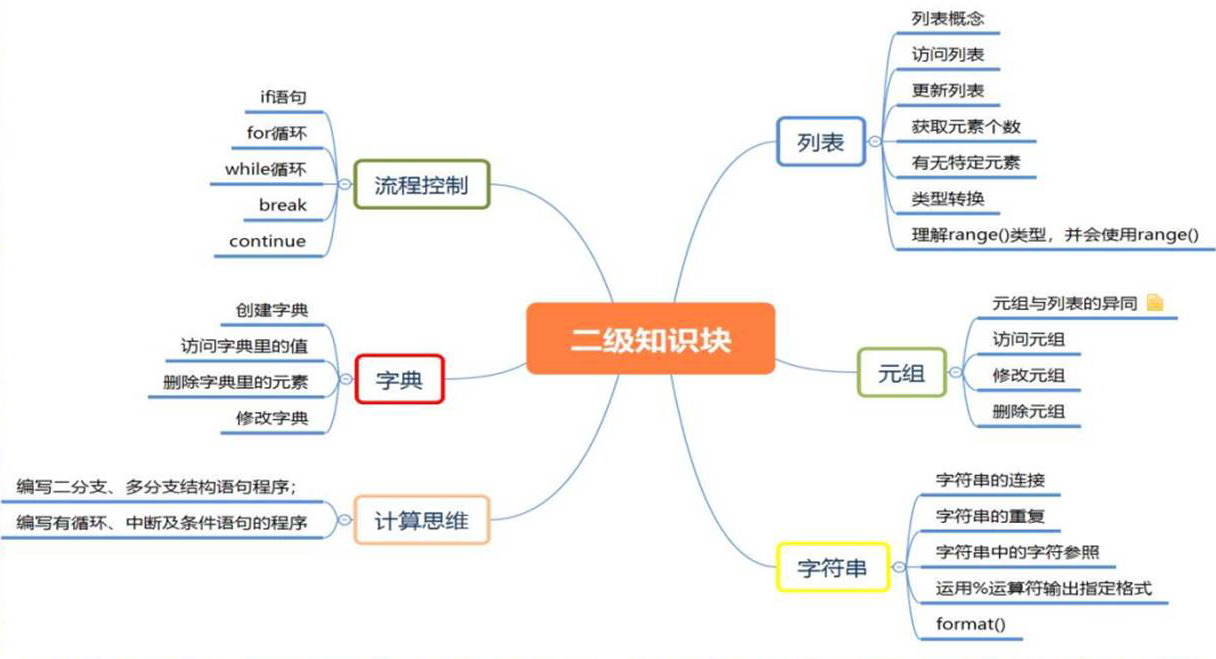 二级知识块
流程控制
if语句
for循环
while循环
break
continue
字典
创建字典
访问字典里的值
删除字典里的元素
修改字典
计算思维
编写二分支、多分支结构语句程序；
编写有循环、中断及条件语句的程序
列表
列表概念
访问列表
更新列表
获取元素个数
有无特定元素
类型转换
理解range()类型，并会使用range()
元组
元组与列表的异同
访问元组
修改元组
删除元组
字符串
字符串的连接
字符串的重复
字符串中的字符参照
运用%运算符输出指定格式
format()